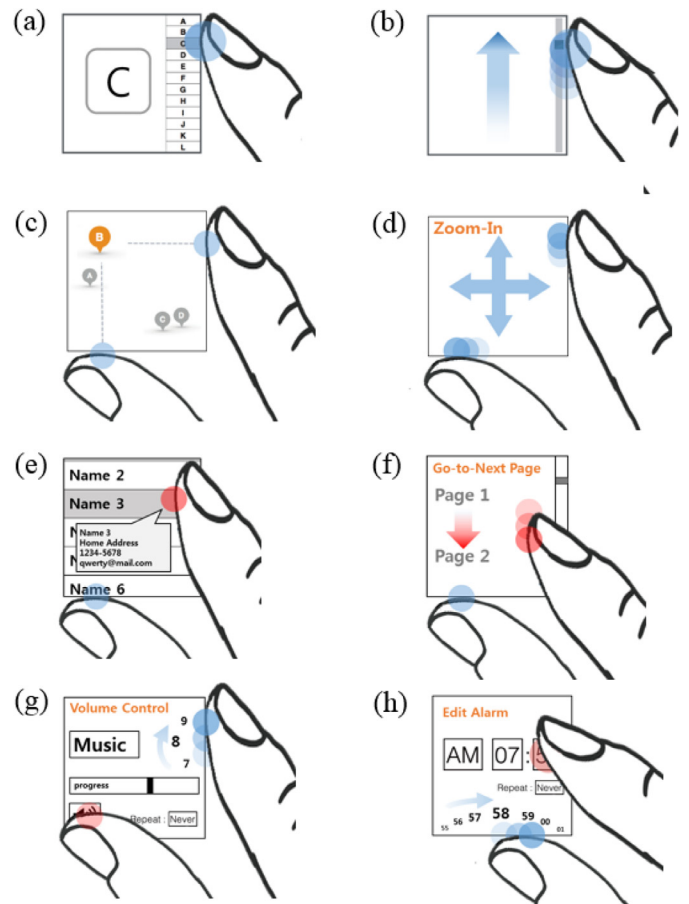 (a)
A
B
C
D
E
F
G
H
I
J
K
L
C
(b)
(c)
B
A
C
D
(d)
Zoom-In
(e)
Name 2
Name 3
N
Name 3
Home Address
1234-5678
qwerty@mail.com
N
Name 6
(f)
Go-to-Next Page
Page 1
Page 2
(g)
Volume Control
9
Music
8
7
progress
Repeat : Never
(h)
Edit Alarm
AM 07:5
Repeat : Never
55 56 57 58 59 00 01